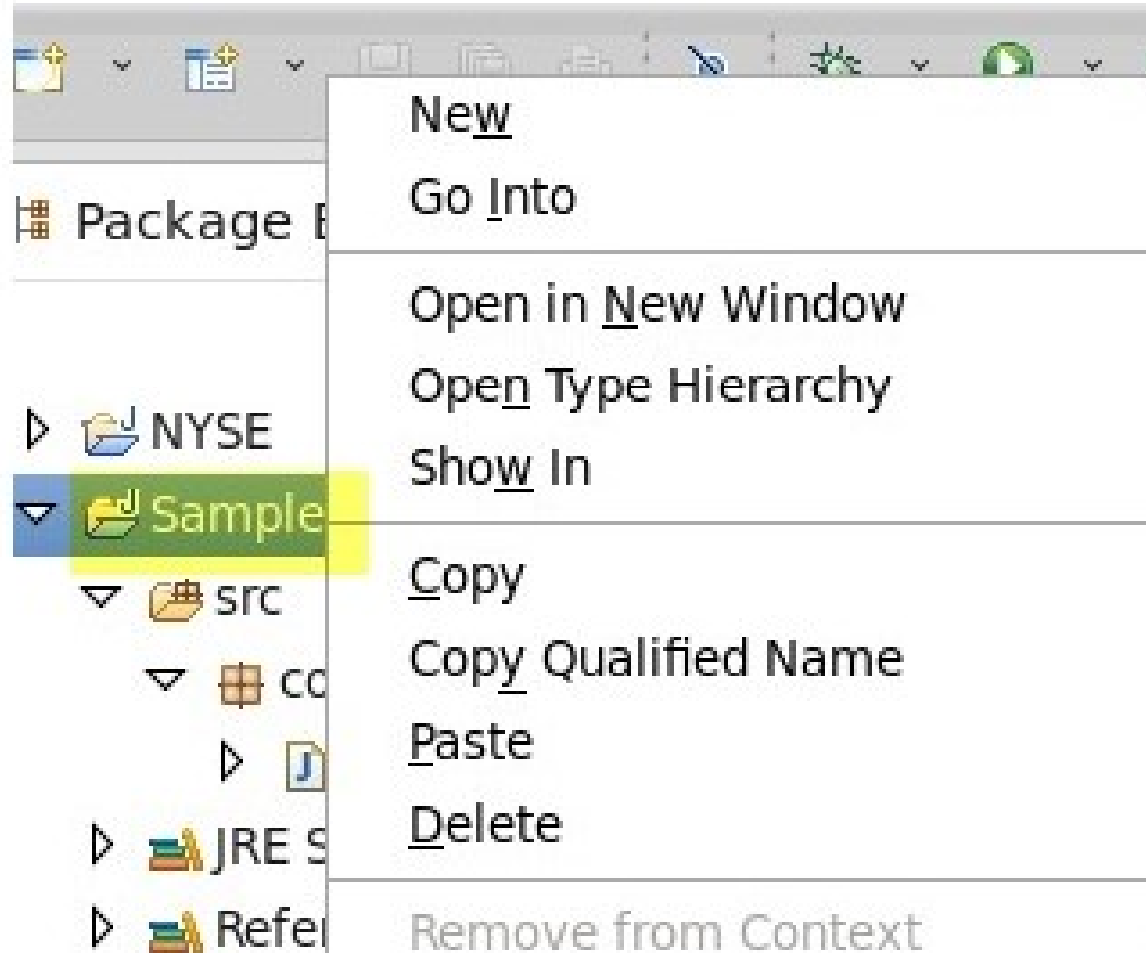 Package
NYSE
Sample
src
JRE
New
Go Into
Open in New Window
Open Type Hierarchy
Show In
Copy
Copy Qualified Name
Paste
Delete
Remove from Context